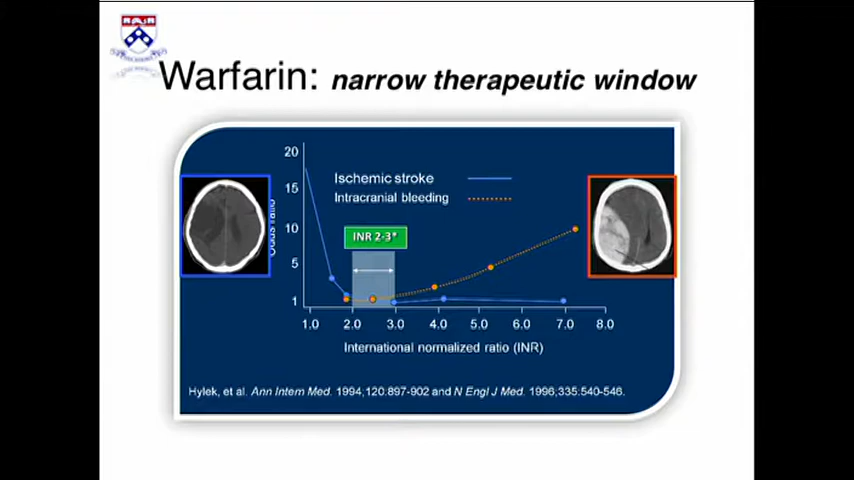 Warfarin: narrow therapeutic window
20
15
10
5
1
Ischemic stroke
Intracranial bleeding
INR 2-3*
1.0 2.0 3.0 4.0 5.0 6.0 7.0 8.0
International normalized ratio (INR)
Hylek, et al. Ann Intern Med. 1994;120:897-902 and N Engl J Med. 1996;335:540-546.